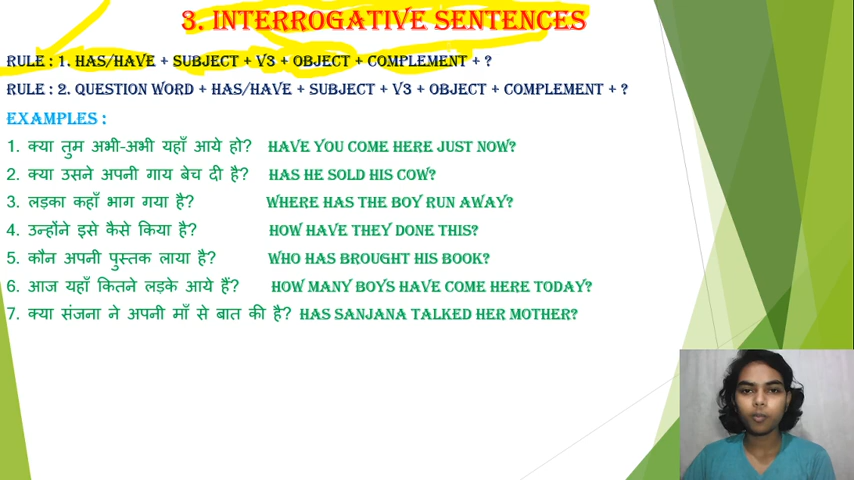 3. INTERROGATIVE SENTENCES
RULE : 1. HAS/HAVE + SUBJECT + V3 + OBJECT + COMPLEMENT + ?
RULE : 2. QUESTION WORD + HAS/HAVE + SUBJECT + V3 + OBJECT + COMPLEMENT + ?
EXAMPLES :
1. क्या तुम अभी-अभी यहाँ आये हो? HAVE YOU COME HERE JUST NOW?
2. क्या उसने अपनी गाय बेच दी है? HAS HE SOLD HIS COW?
3. लड़का कहाँ भाग गया है? WHERE HAS THE BOY RUN AWAY?
4. उन्होंने इसे कैसे किया है? HOW HAVE THEY DONE THIS?
5. कौन अपनी पुस्तक लाया है? WHO HAS BROUGHT HIS BOOK?
6. आज यहाँ कितने लड़के आये हैं? HOW MANY BOYS HAVE COME HERE TODAY?
7. क्या संजना ने अपनी माँ से बात की है? HAS SANJANA TALKED HER MOTHER?